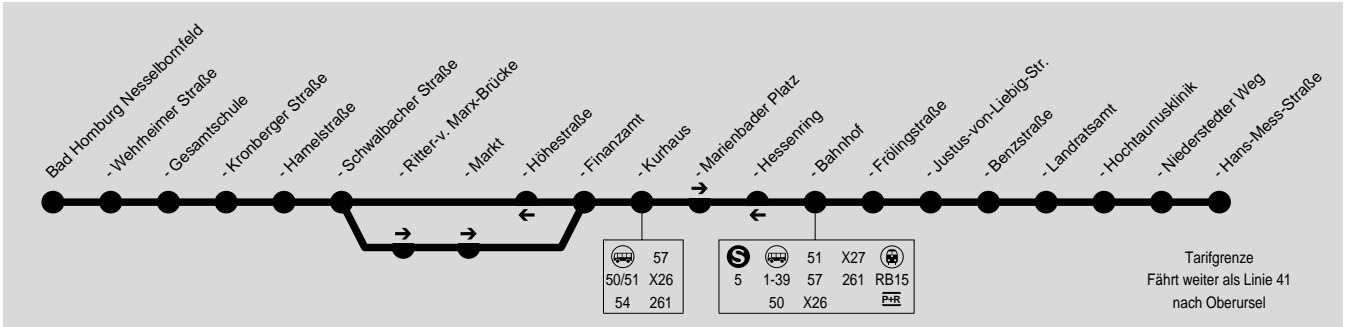 Bad Homburg Nesselbornfeld
- Wehrheimer Straße
- Gesamtschule
- Kronberger Straße
- Hamelstraße
- Schwalbacher Straße
- Ritter-v. Marx-Brücke
- Markt
- Höhestraße
- Finanzamt
- Kurhaus
- Marienbader Platz
- Hessenring
- Bahnhof
- Frölingstraße
- Justus-von-Liebig-Str.
- Benzstraße
- Landratsamt
- Hochtaunusklinik
- Niederstedter Weg
- Hans-Mess-Straße
57
50/51 X26
54 261
S 51 X27
5 1-39 57 261 RB15
50 X26 P+R
Tarifgrenze
Fährt weiter als Linie 41
nach Oberursel